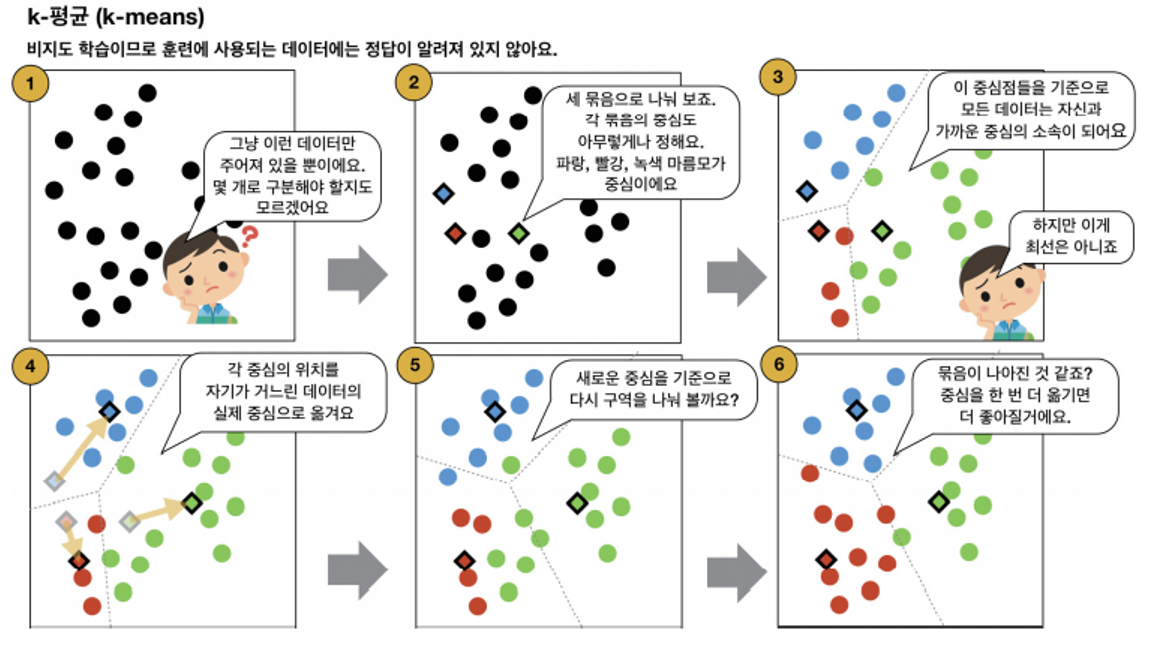 k-평균 (k-means)
비지도 학습이므로 훈련에 사용되는 데이터에는 정답이 알려져 있지 않아요.
1
그냥 이런 데이터만
주어져 있을 뿐이에요.
몇 개로 구분해야 할지도
모르겠어요
?
2
세 묶음으로 나눠 보죠.
각 묶음의 중심도
아무렇게나 정해요.
파랑, 빨강, 녹색 마름모가
중심이에요
3
이 중심점들을 기준으로
모든 데이터는 자신과
가까운 중심의 소속이 되어요
하지만 이게
최선은 아니죠
4
각 중심의 위치를
자기가 거느린 데이터의
실제 중심으로 옮겨요
5
새로운 중심을 기준으로
다시 구역을 나눠 볼까요?
6
묶음이 나아진 것 같죠?
중심을 한 번 더 옮기면
더 좋아질거에요.